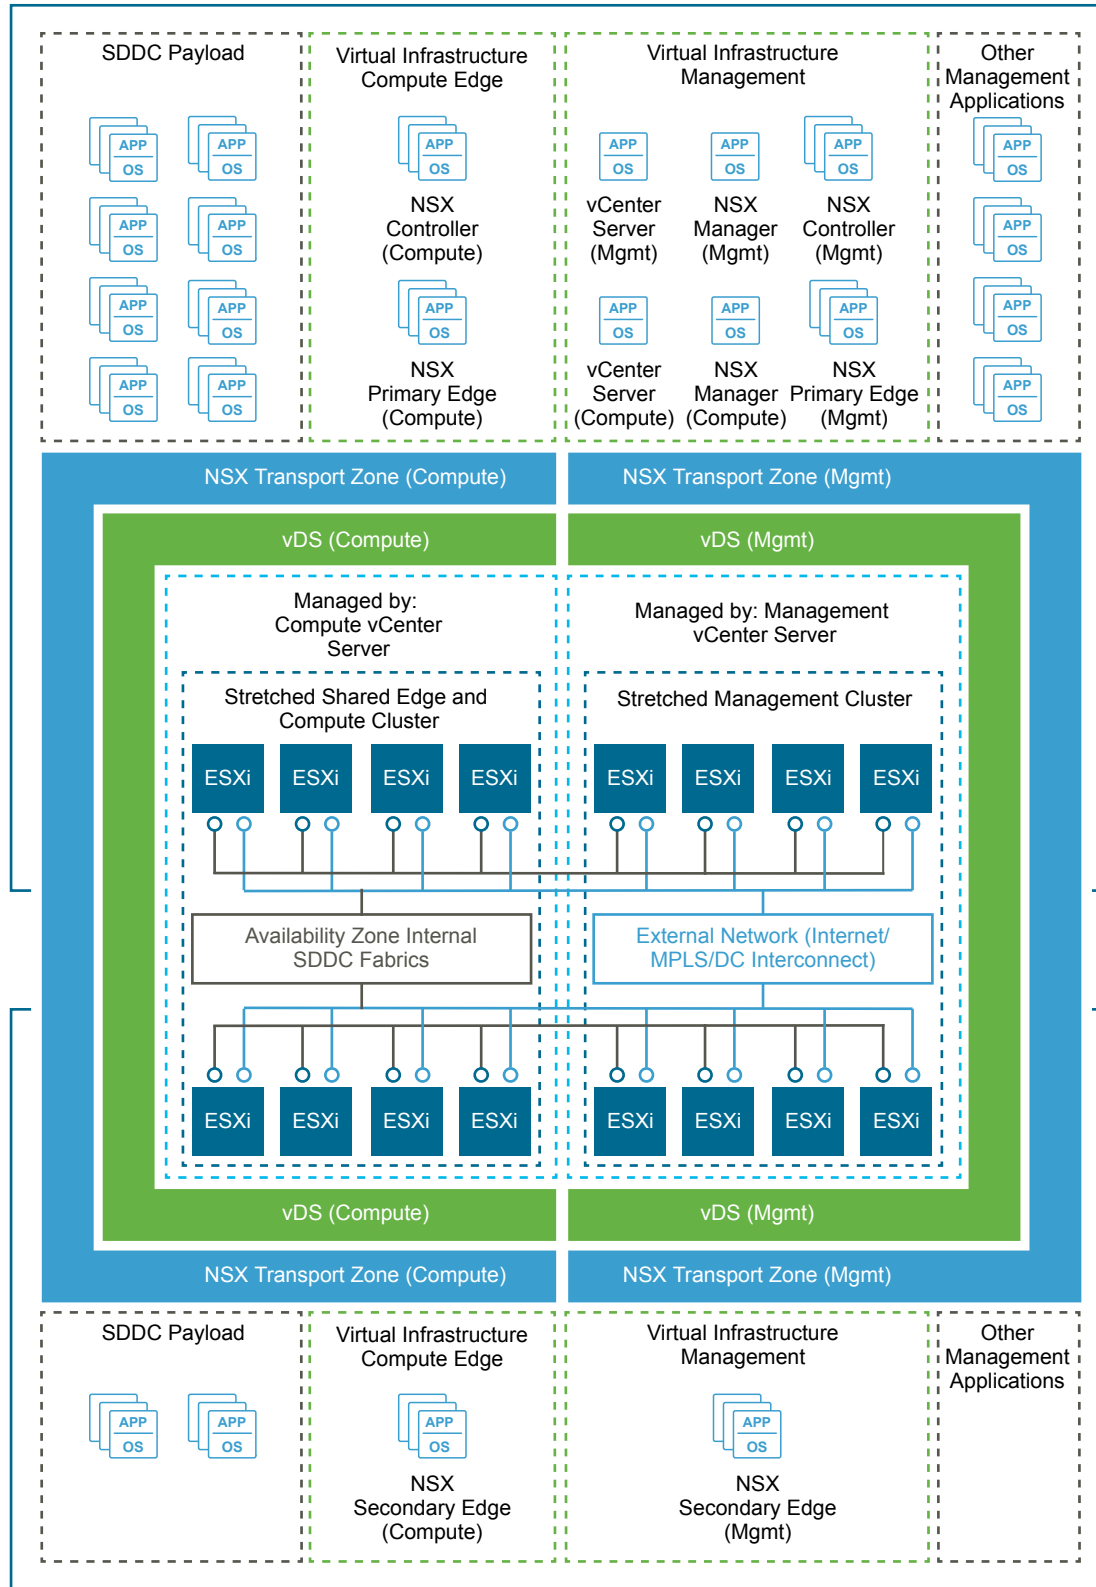 SDDC Payload
Virtual Infrastructure
Compute Edge
Virtual Infrastructure
Management
Other
Management
Applications
APP
OS
APP
OS
APP
OS
APP
OS
APP
OS
APP
OS
APP
OS
APP
OS
APP
OS
NSX
Controller
(Compute)
APP
OS
NSX
Primary Edge
(Compute)
APP
OS
vCenter
Server
(Mgmt)
APP
OS
NSX
Manager
(Mgmt)
APP
OS
NSX
Controller
(Mgmt)
APP
OS
vCenter
Server
(Compute)
APP
OS
NSX
Manager
(Compute)
APP
OS
NSX
Primary Edge
(Mgmt)
APP
OS
APP
OS
APP
OS
APP
OS
NSX Transport Zone (Compute)
NSX Transport Zone (Mgmt)
vDS (Compute)
vDS (Mgmt)
Managed by:
Compute vCenter
Server
Managed by: Management
vCenter Server
Stretched Shared Edge and
Compute Cluster
Stretched Management Cluster
ESXi
ESXi
ESXi
ESXi
ESXi
ESXi
ESXi
ESXi
Availability Zone Internal
SDDC Fabrics
External Network (Internet/
MPLS/DC Interconnect)
ESXi
ESXi
ESXi
ESXi
ESXi
ESXi
ESXi
ESXi
vDS (Compute)
vDS (Mgmt)
NSX Transport Zone (Compute)
NSX Transport Zone (Mgmt)
SDDC Payload
Virtual Infrastructure
Compute Edge
Virtual Infrastructure
Management
Other
Management
Applications
APP
OS
APP
OS
APP
OS
NSX
Secondary Edge
(Compute)
APP
OS
NSX
Secondary Edge
(Mgmt)